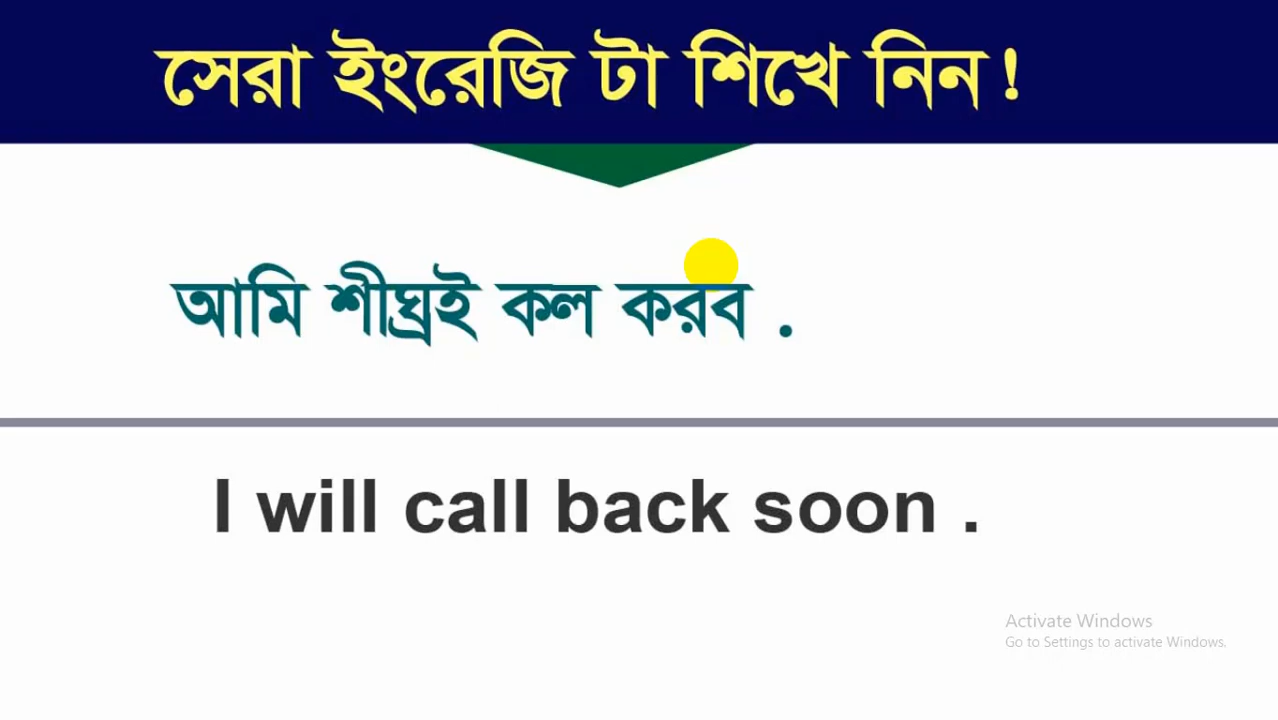 সেরা ইংরেজি টা শিখে নিন!
আমি শীঘ্রই কল করব .
I will call back soon .
Activate Windows
Go to Settings to activate Windows.